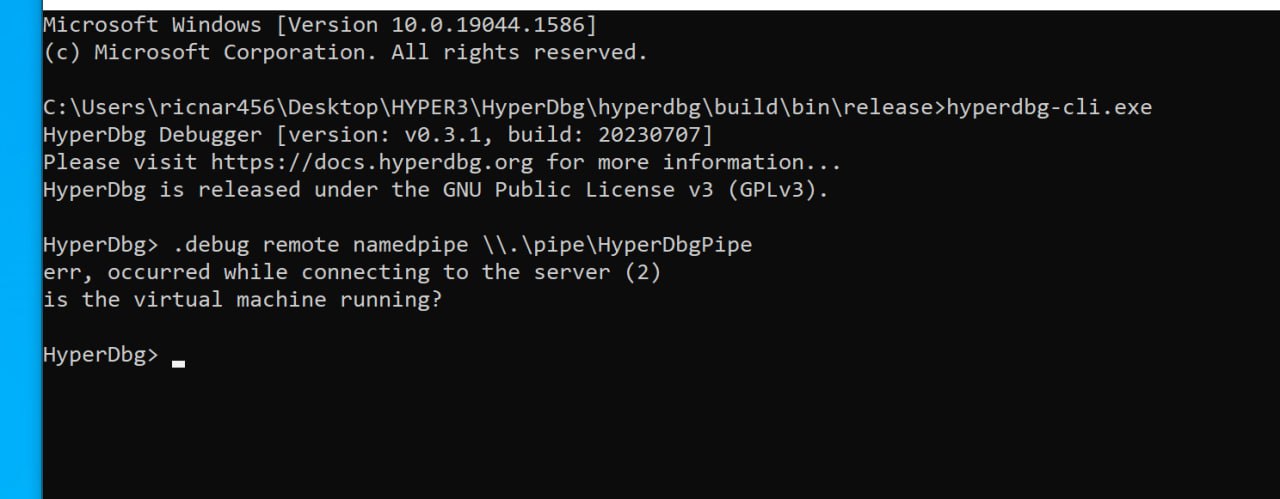 Microsoft Windows [Version 10.0.19044.1586]
(c) Microsoft Corporation. All rights reserved.
C:\Users\ricnar456\Desktop\HYPER3\HyperDbg\hyperdbg\build\bin\release>hyperdbg-cli.exe
HyperDbg Debugger [version: v0.3.1, build: 20230707]
Please visit https://docs.hyperdbg.org for more information...
HyperDbg is released under the GNU Public License v3 (GPLv3).
HyperDbg> .debug remote namedpipe \\.\pipe\HyperDbgPipe
err, occurred while connecting to the server (2)
is the virtual machine running?
HyperDbg>